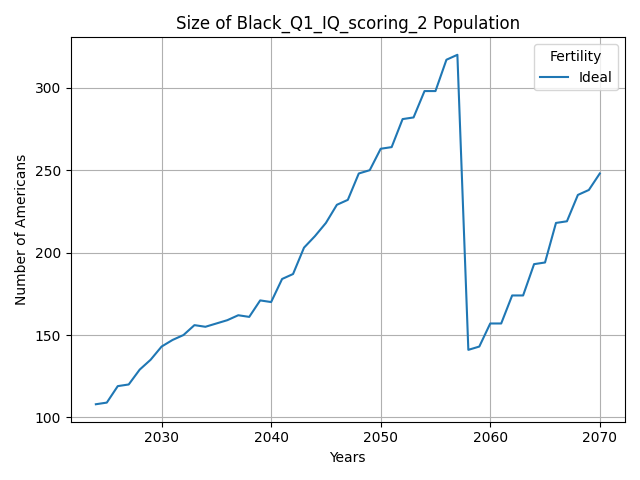 Size of Black_Q1_IQ_scoring_2 Population
Fertility
Ideal
Number of Americans
300
250
200
150
100
2030
2040
2050
2060
2070
Years